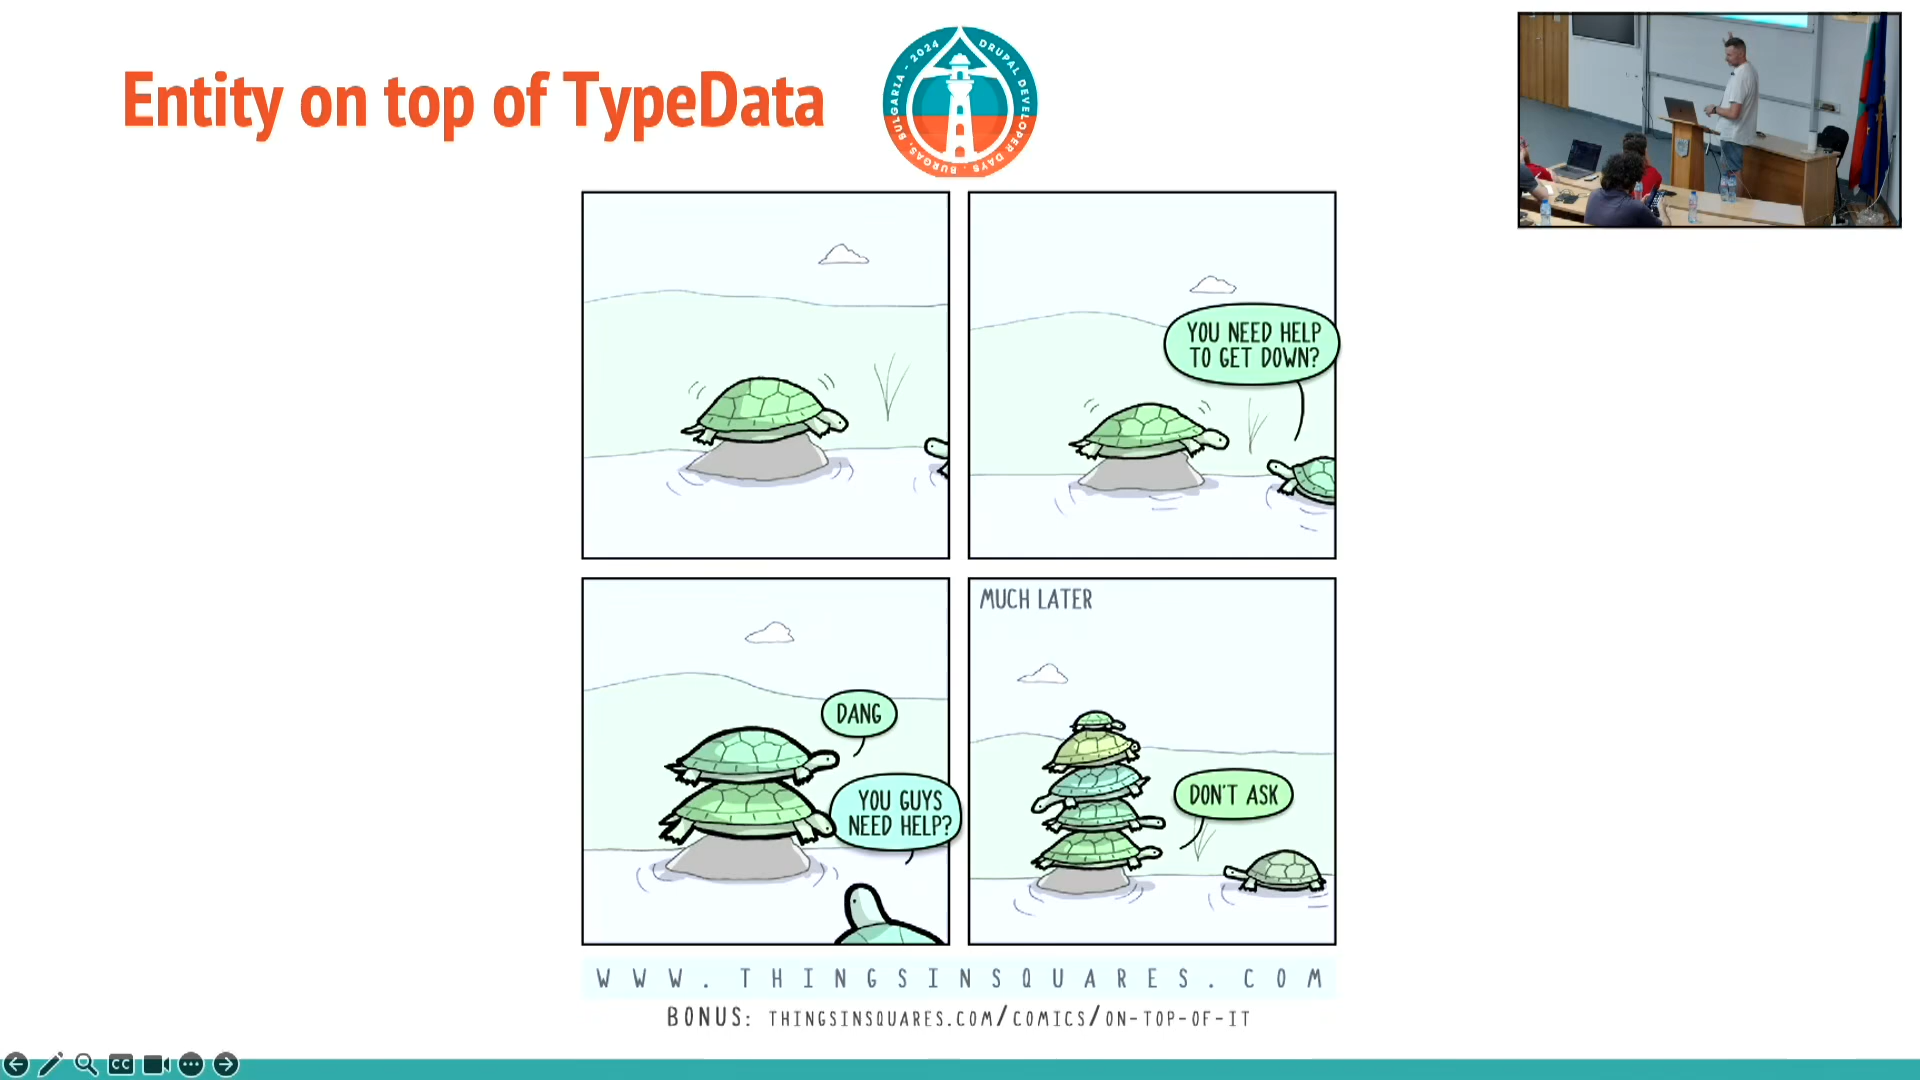 Entity on top of TypeData
BULGARIA - 2024
DRUPAL DEVELOPER DAYS - BURGAS,
YOU NEED HELP
TO GET DOWN?
DANG
YOU GUYS
NEED HELP?
MUCH LATER
DON'T ASK
WWW.THINGSINSQUARES.COM
BONUS: THINGSINSQUARES.COM/COMICS/ON-TOP-OF-IT
CC